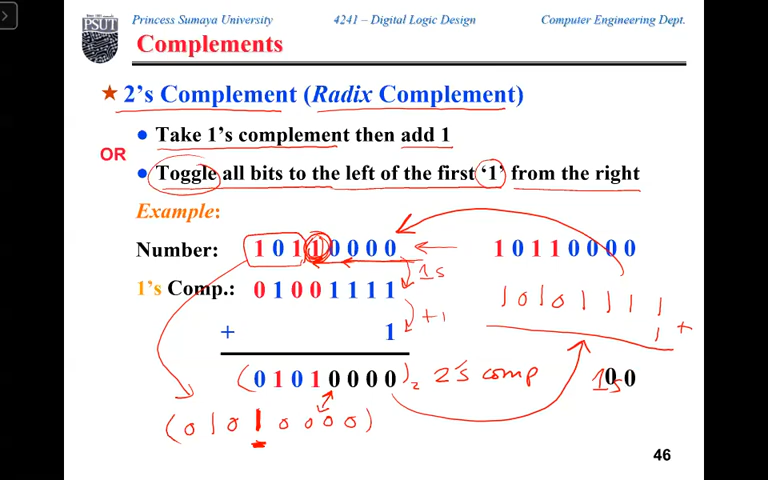 Princess Sumaya University 4241 – Digital Logic Design Computer Engineering Dept.
PSUT
Complements
2's Complement (Radix Complement)
Take 1's complement then add 1
OR
Toggle all bits to the left of the first '1' from the right
Example:
Number: 1 0 1 1 0 0 0 0 1 0 1 1 0 0 0 0
1's
1's Comp.: 0 1 0 0 1 1 1 1 1 0 1 0 1 1 1 1
+1
+ 1 1 +
(0 1 0 1 0 0 0 0)2 2's comp 0 0
(0 1 0 1 0 0 0 0)
46